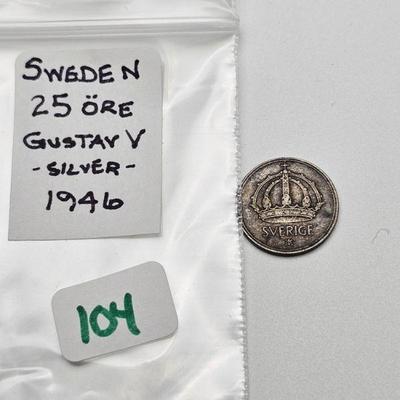 SWEDEN
25 ÖRE
GUSTAV V
- SILVER -
1946
104
SVERIGE